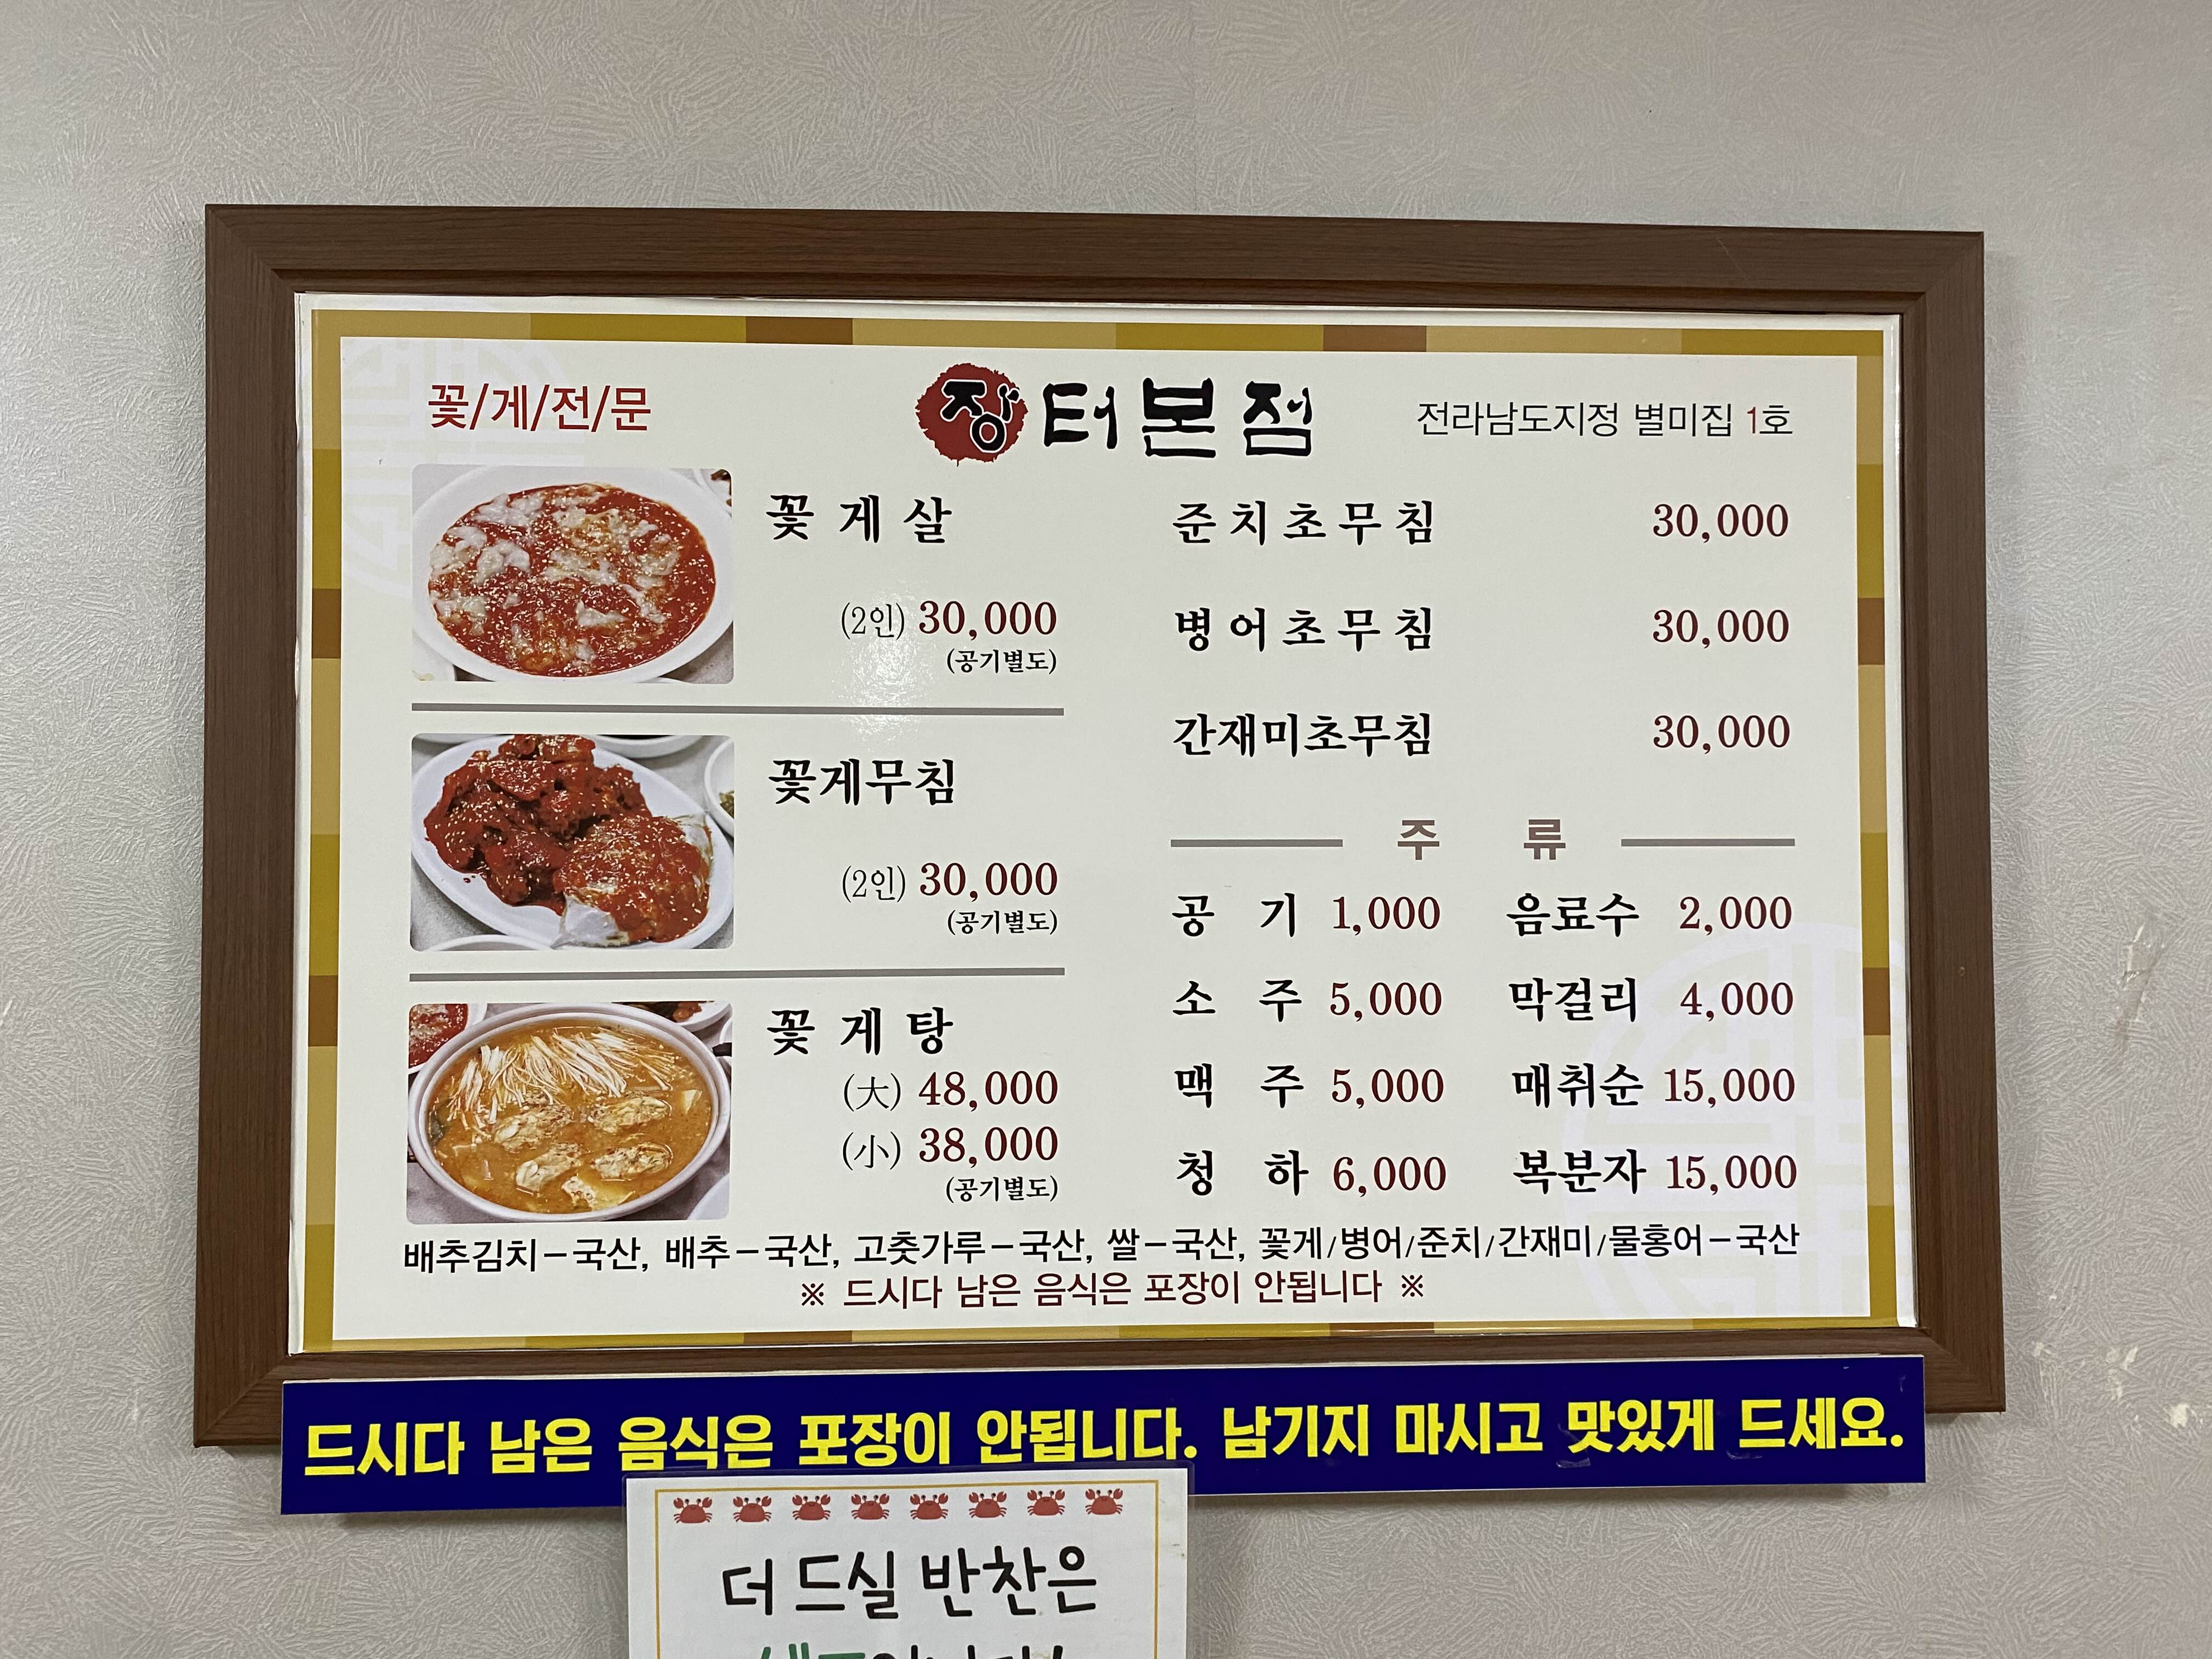 꽃/게/전/문
장터본점
전라남도지정 별미집 1호
꽃게살
(2인) 30,000
(공기별도)
꽃게무침
(2인) 30,000
(공기별도)
꽃게탕
(大) 48,000
(小) 38,000
(공기별도)
준치초무침 30,000
병어초무침 30,000
간재미초무침 30,000
주류
공기 1,000 음료수 2,000
소주 5,000 막걸리 4,000
맥주 5,000 매취순 15,000
청하 6,000 복분자 15,000
배추김치-국산, 배추-국산, 고춧가루-국산, 쌀-국산, 꽃게/병어/준치/간재미/물홍어-국산
※ 드시다 남은 음식은 포장이 안됩니다 ※
드시다 남은 음식은 포장이 안됩니다. 남기지 마시고 맛있게 드세요.
더 드실 반찬은